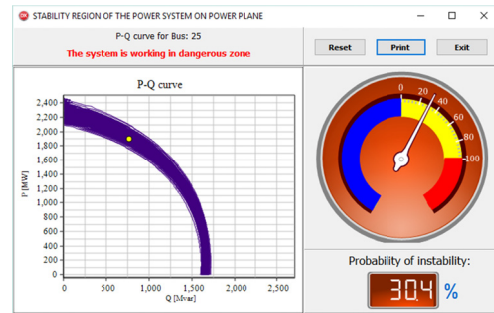 STABILITY REGION OF THE POWER SYSTEM ON POWER PLANE
P-Q curve for Bus: 25
The system is working in dangerous zone
Reset Print Exit
P-Q curve
2,400
2,200
2,000
1,800
1,600
1,400
1,200
1,000
800
600
400
200
0
P [MW]
0 500 1,000 1,500 2,000 2,500
Q [Mvar]
0 20 40 60 80 100
Probability of instability:
30.4 %